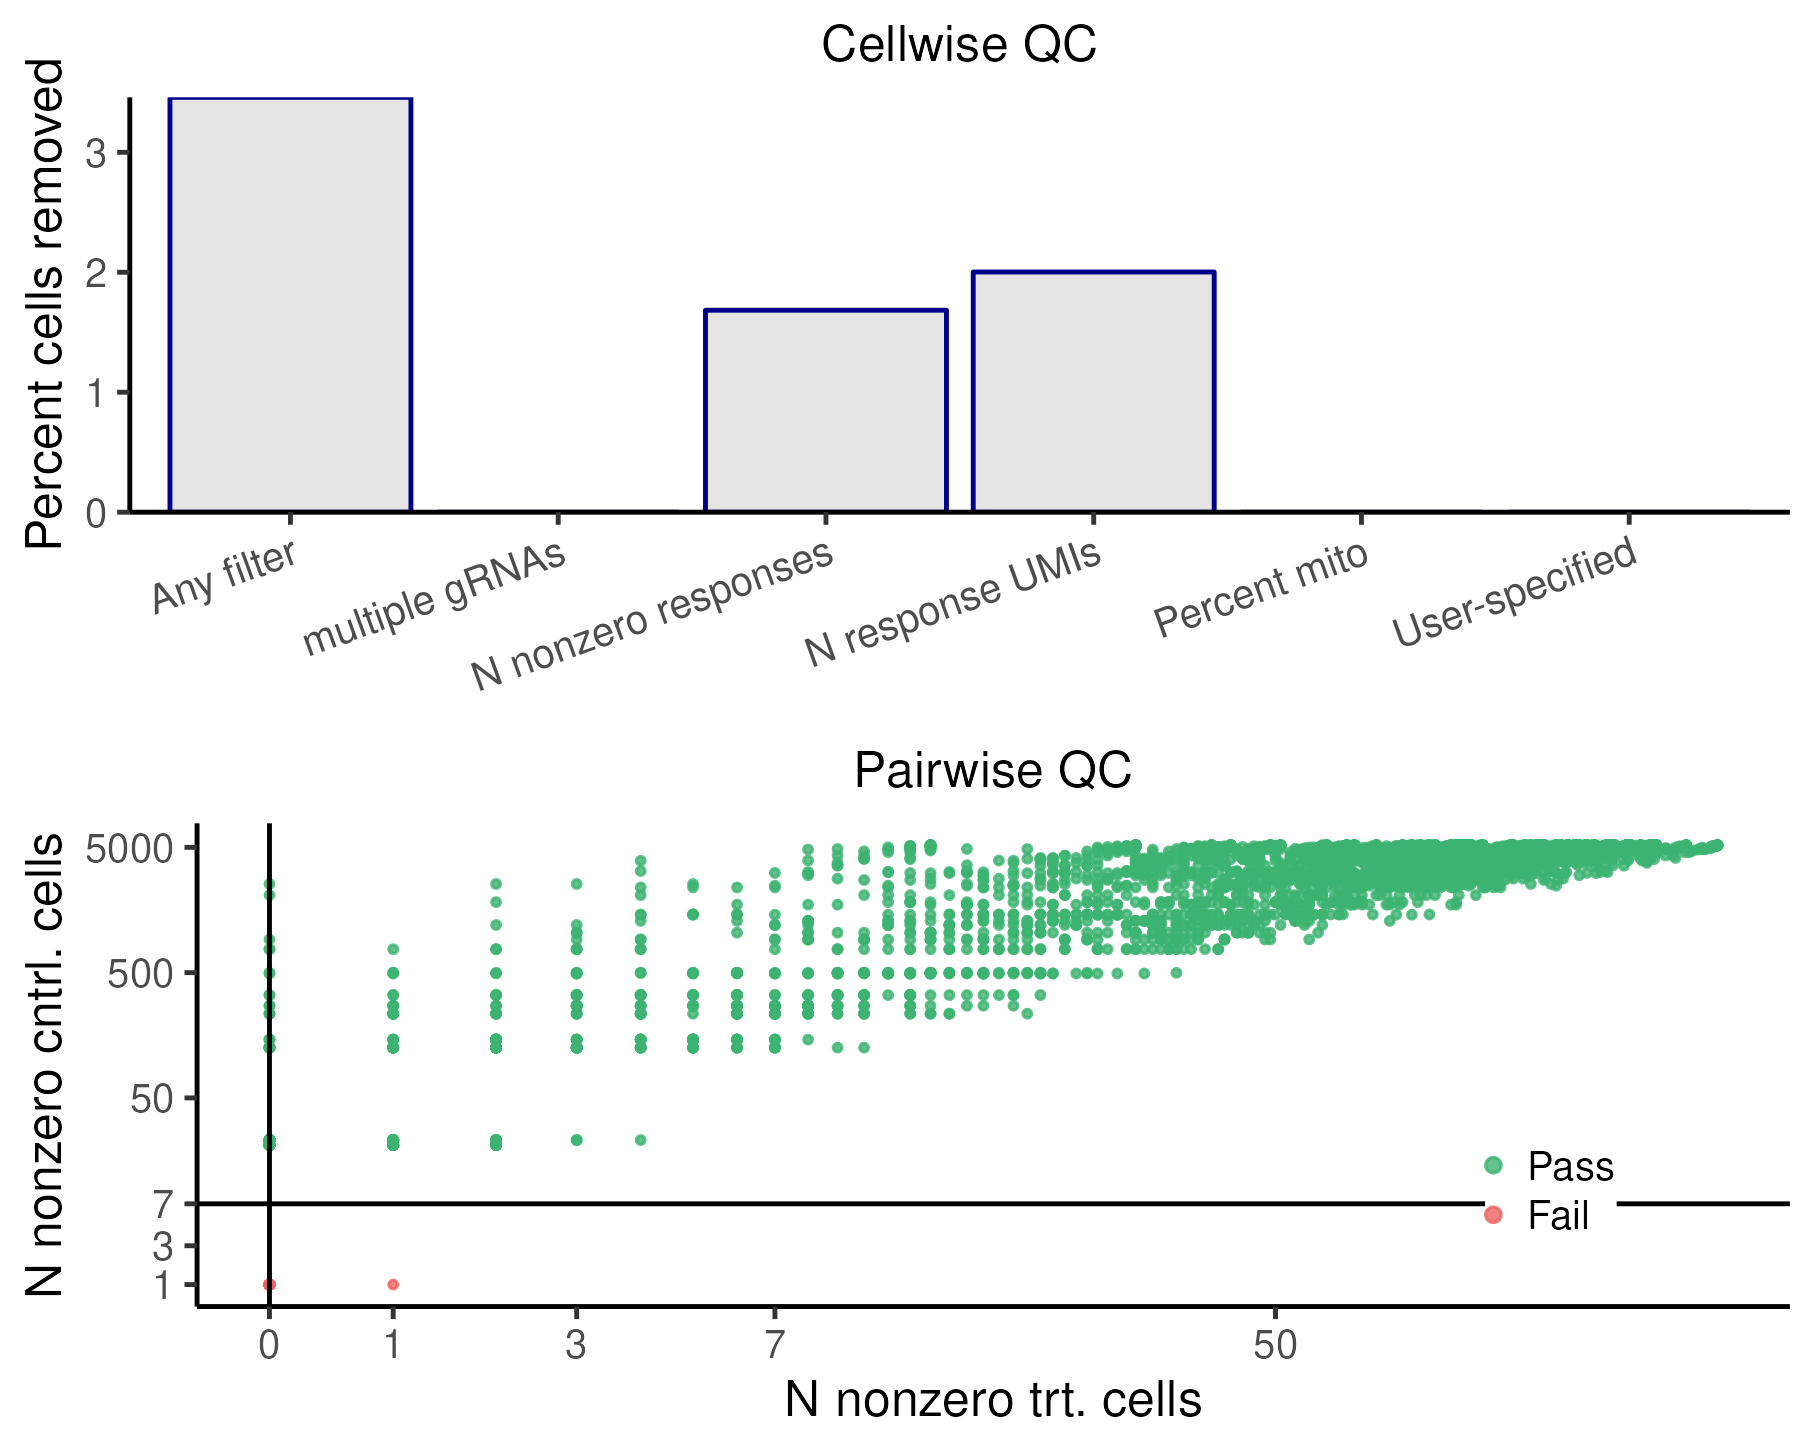 Cellwise QC
Percent cells removed
3
2
1
0
Any filter
multiple gRNAs
N nonzero responses
N response UMIs
Percent mito
User-specified
Pairwise QC
N nonzero cntrl. cells
5000
500
50
7
3
1
Pass
Fail
0
1
3
7
50
N nonzero trt. cells